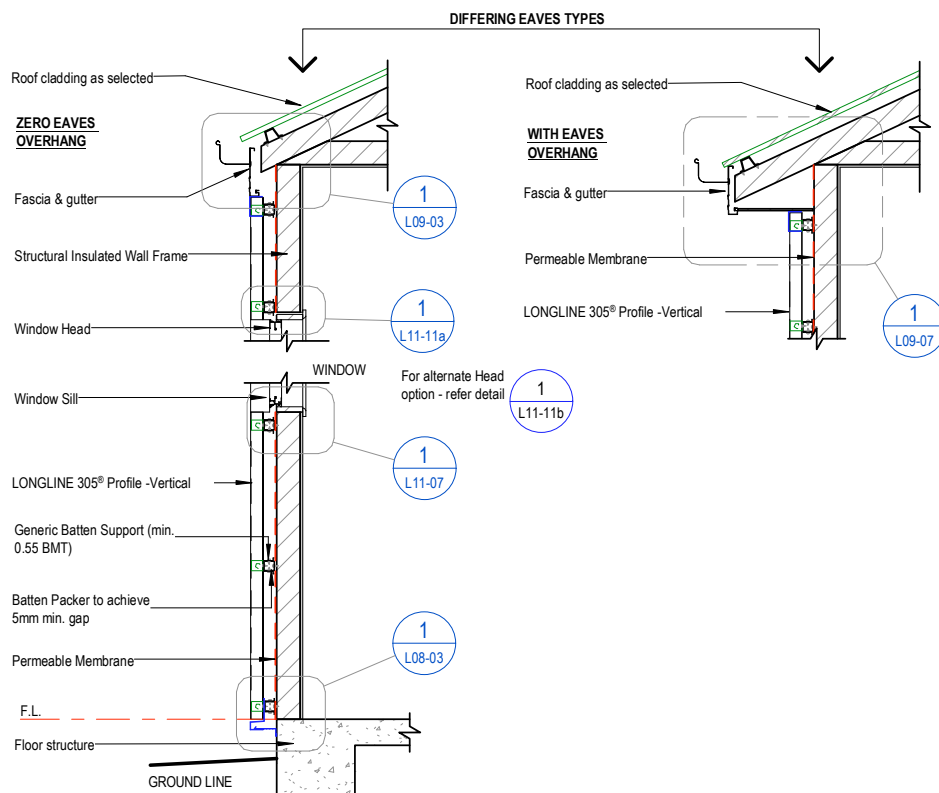 DIFFERING EAVES TYPES
Roof cladding as selected
ZERO EAVES
OVERHANG
Fascia & gutter
1
L09-03
Structural Insulated Wall Frame
1
L11-11a
Window Head
WINDOW
Window Sill
For alternate Head
option - refer detail
1
L11-11b
1
L11-07
LONGLINE 305® Profile -Vertical
Generic Batten Support (min.
0.55 BMT)
Batten Packer to achieve
5mm min. gap
1
L08-03
Permeable Membrane
F.L.
Floor structure
GROUND LINE
Roof cladding as selected
WITH EAVES
OVERHANG
Fascia & gutter
Permeable Membrane
LONGLINE 305® Profile -Vertical
1
L09-07